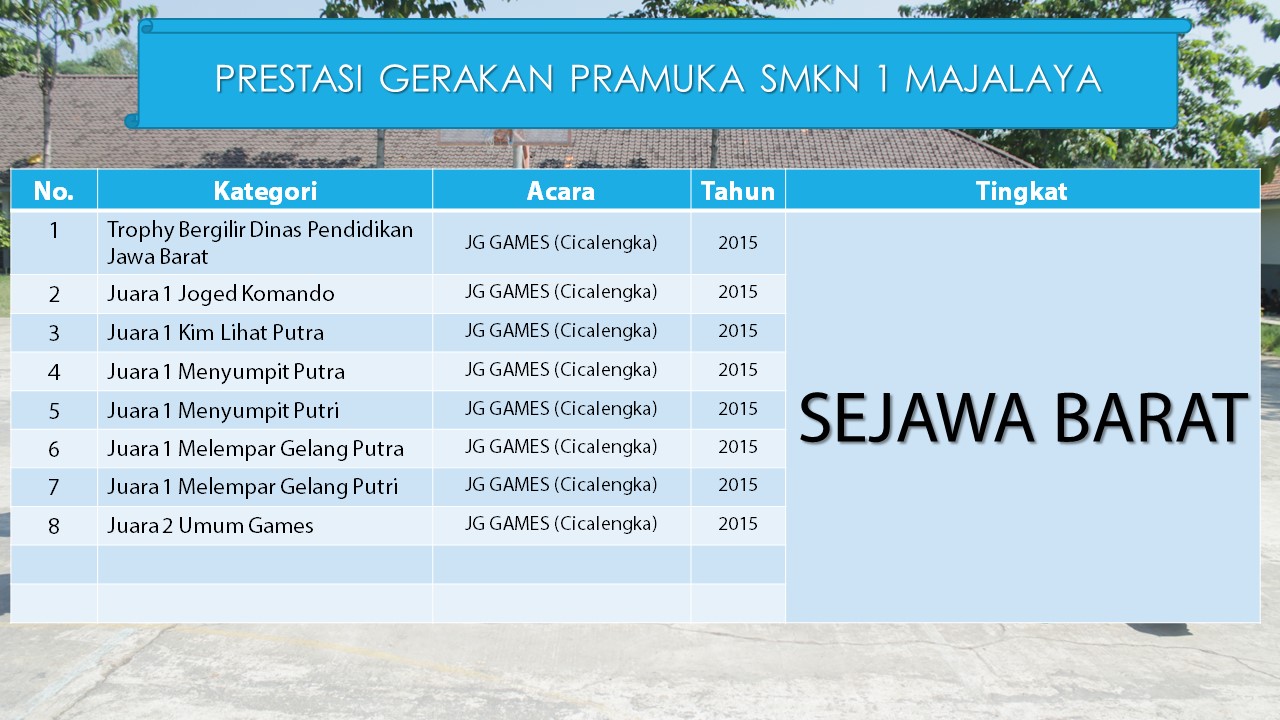 PRESTASI GERAKAN PRAMUKA SMKN 1 MAJALAYA
No. Kategori Acara Tahun Tingkat
1 Trophy Bergilir Dinas Pendidikan
Jawa Barat JG GAMES (Cicalengka) 2015
2 Juara 1 Joged Komando JG GAMES (Cicalengka) 2015
3 Juara 1 Kim Lihat Putra JG GAMES (Cicalengka) 2015
4 Juara 1 Menyumpit Putra JG GAMES (Cicalengka) 2015
5 Juara 1 Menyumpit Putri JG GAMES (Cicalengka) 2015
6 Juara 1 Melempar Gelang Putra JG GAMES (Cicalengka) 2015
7 Juara 1 Melempar Gelang Putri JG GAMES (Cicalengka) 2015
8 Juara 2 Umum Games JG GAMES (Cicalengka) 2015
SEJAWA BARAT